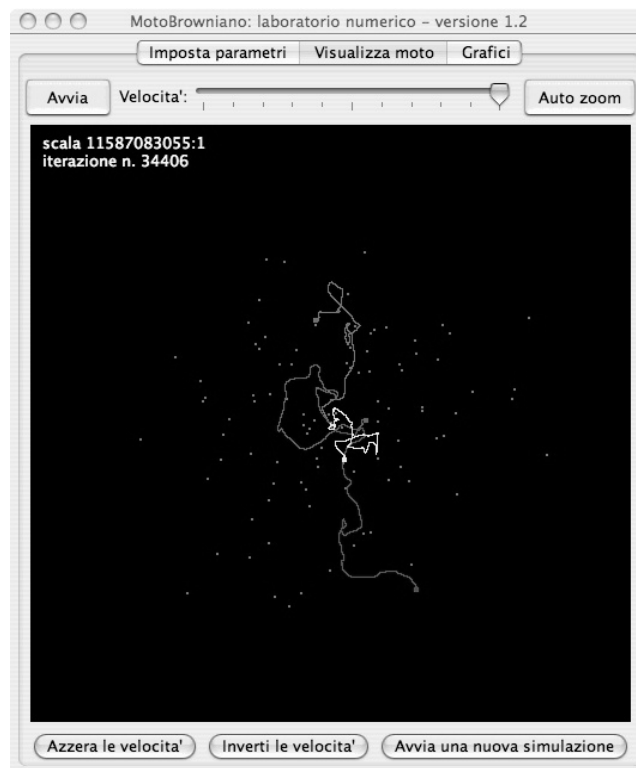 MotoBrowniano: laboratorio numerico – versione 1.2
Imposta parametri Visualizza moto Grafici
Avvia Velocita': Auto zoom
scala 11587083055:1
iterazione n. 34406
Azzera le velocita' Inverti le velocita' Avvia una nuova simulazione